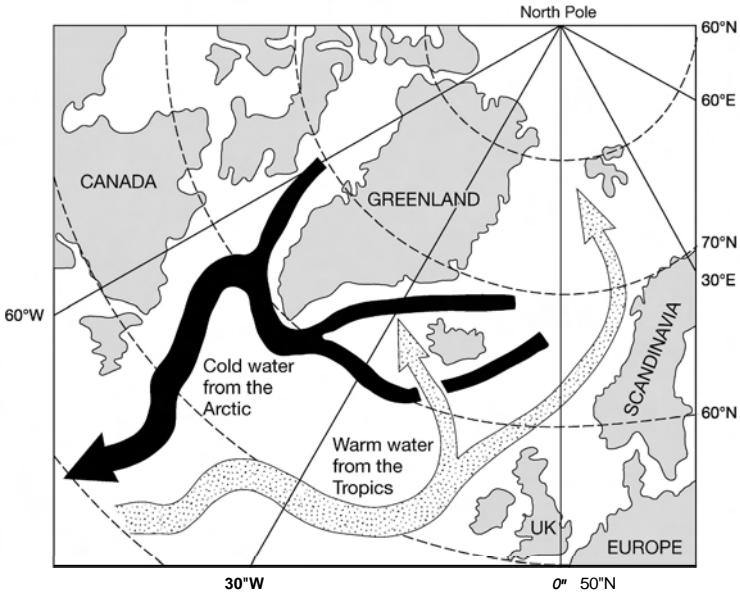 North Pole
60°N
60°E
CANADA
GREENLAND
70°N
30°E
60°W
SCANDINAVIA
Cold water
from the
Arctic
60°N
Warm water
from the
Tropics
UK
EUROPE
30"W
0" 50"N